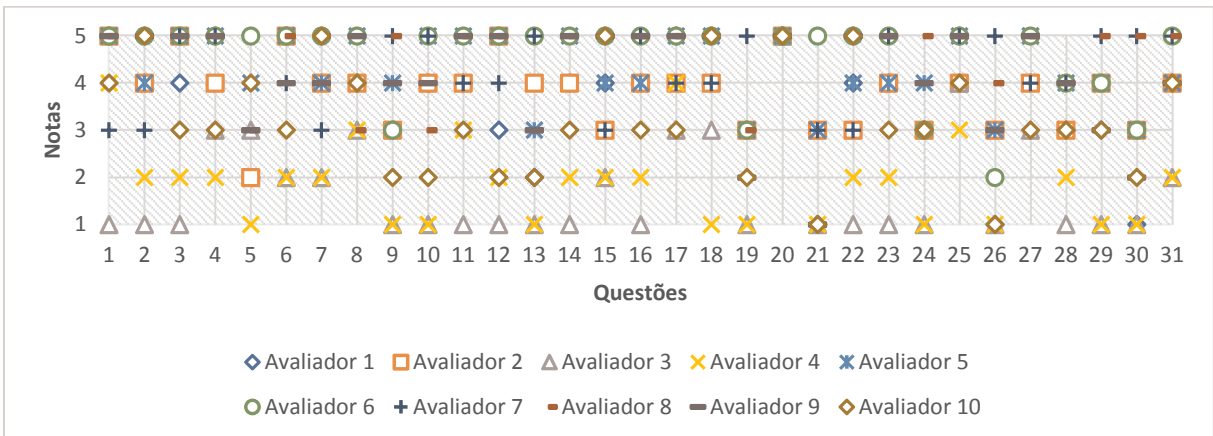 5
4
3
2
1
Notas
1 2 3 4 5 6 7 8 9 10 11 12 13 14 15 16 17 18 19 20 21 22 23 24 25 26 27 28 29 30 31
Questões
Avaliador 1 Avaliador 2 Avaliador 3 Avaliador 4 Avaliador 5
Avaliador 6 Avaliador 7 Avaliador 8 Avaliador 9 Avaliador 10